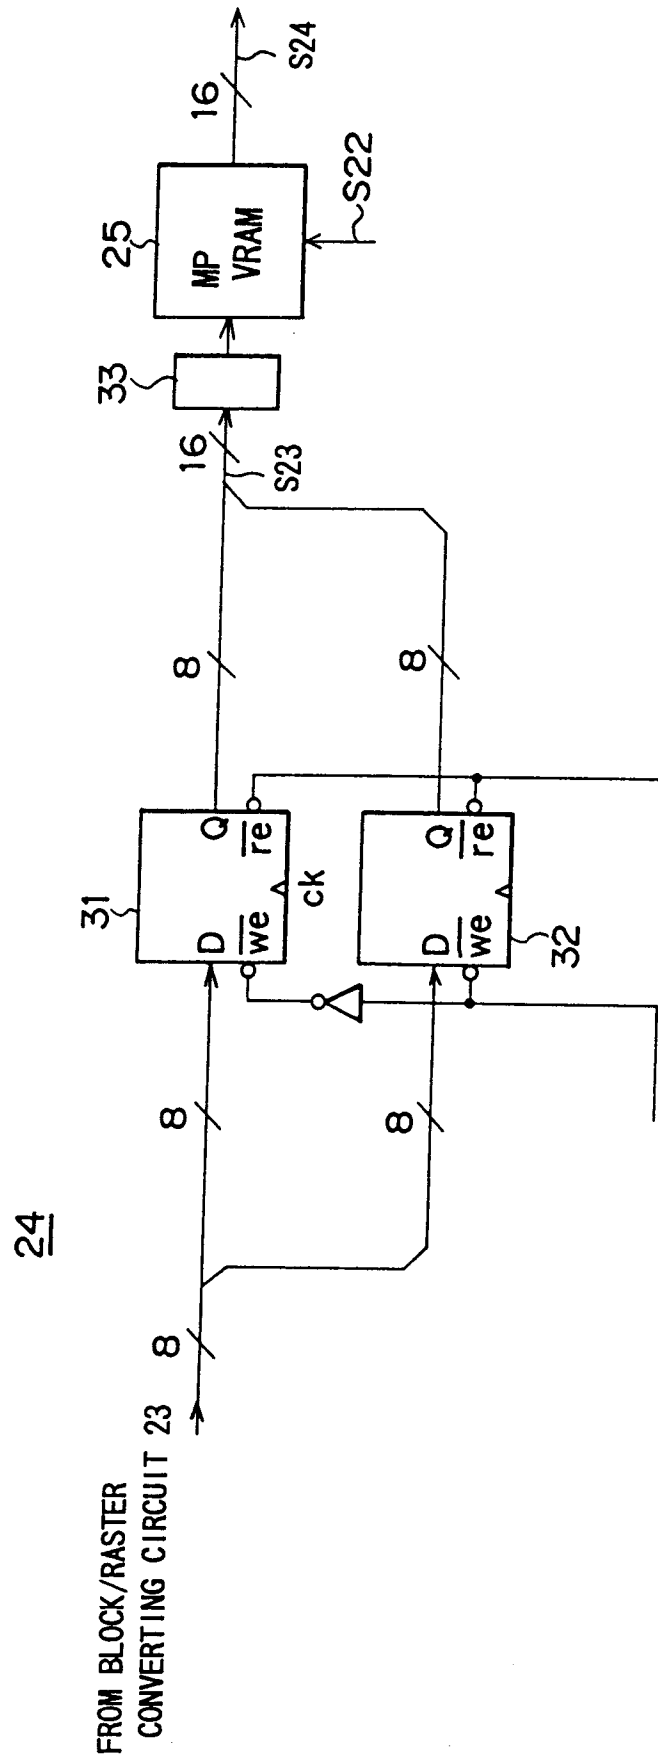 24
FROM BLOCK/RASTER
CONVERTING CIRCUIT 23
8
8
8
31
D
Q
we
re
ck
D
Q
we
re
32
8
8
16
S23
33
25
MP
VRAM
S22
16
S24